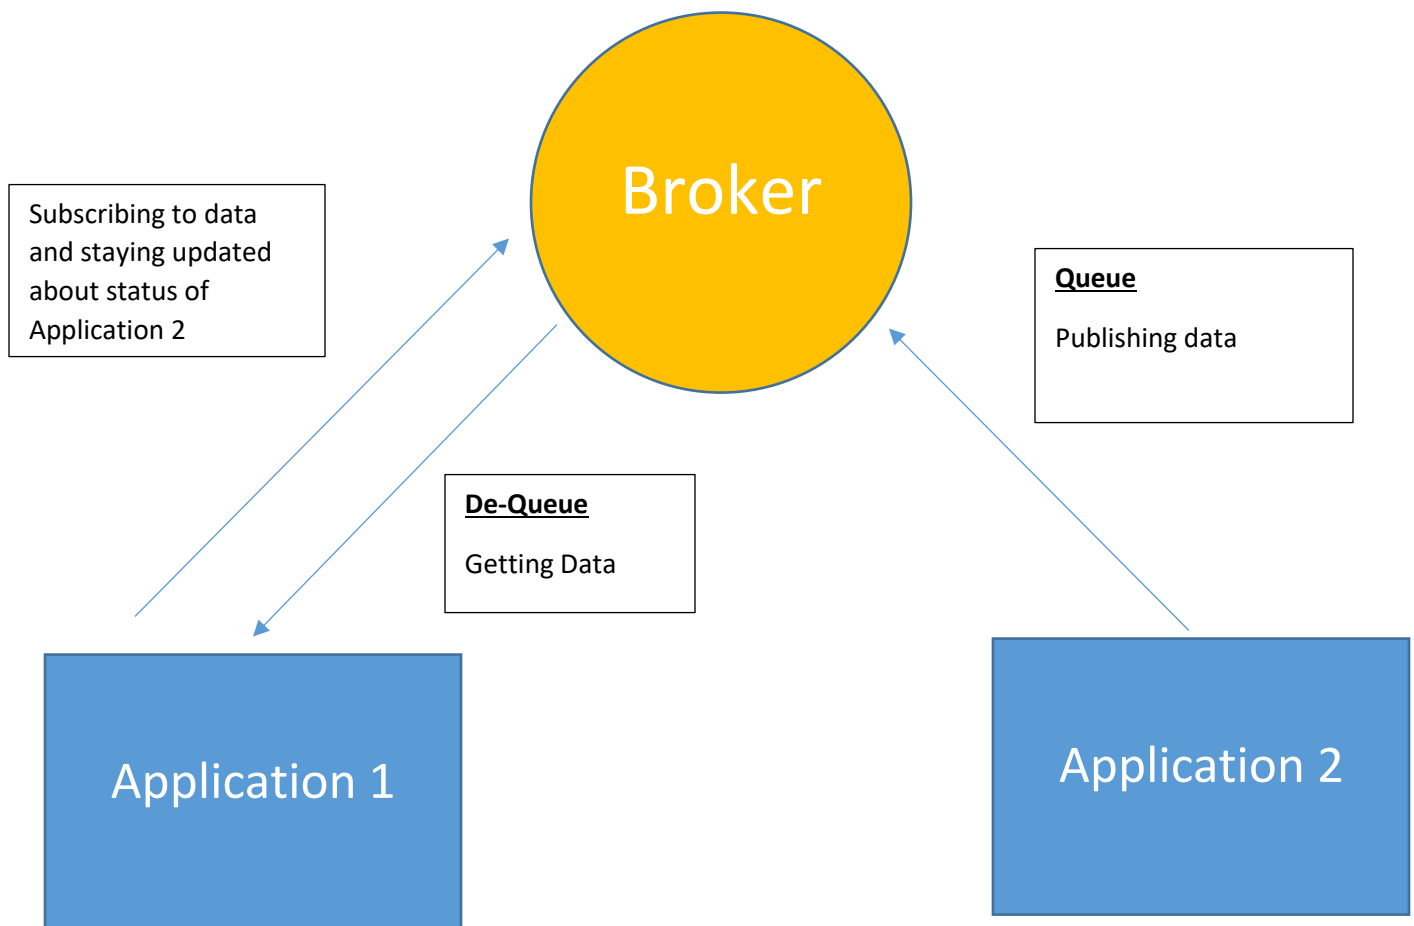 Broker
Subscribing to data
and staying updated
about status of
Application 2
Queue
Publishing data
De-Queue
Getting Data
Application 1
Application 2